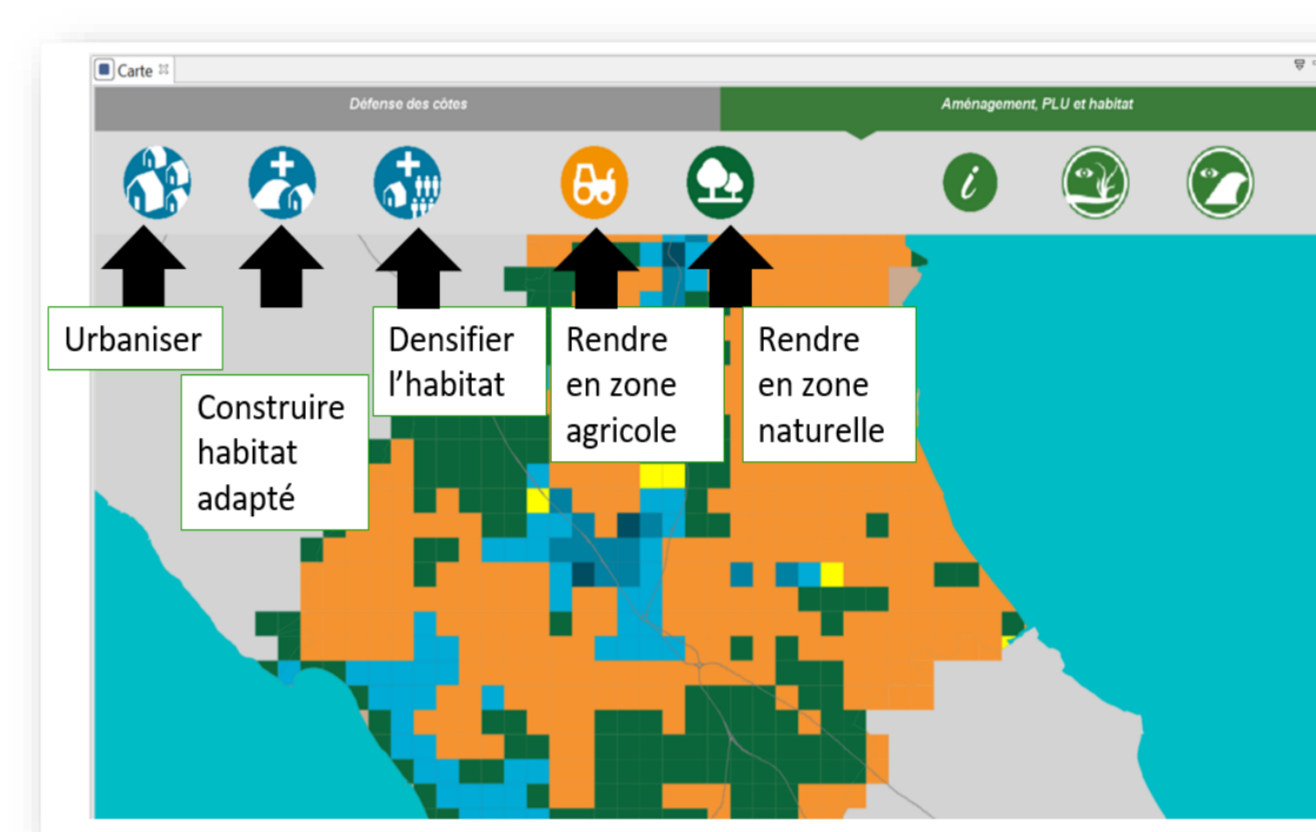 Carte
Défense des côtes
Aménagement, PLU et habitat
i
Urbaniser
Construire
habitat
adapté
Densifier
l’habitat
Rendre
en zone
agricole
Rendre
en zone
naturelle